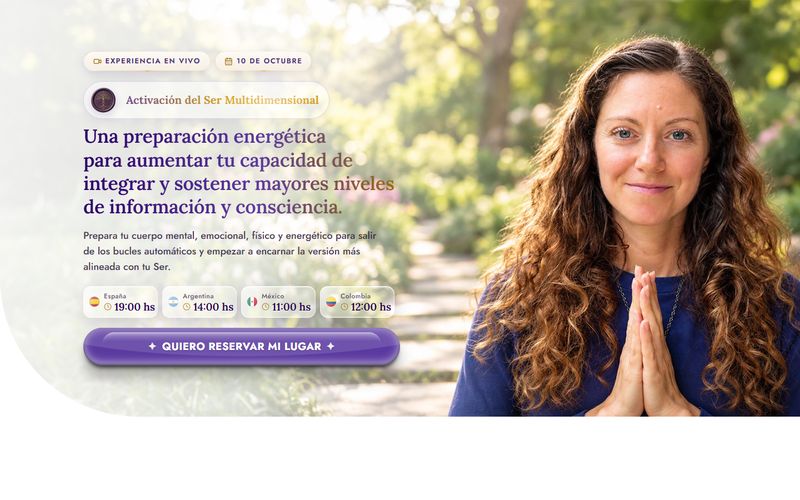 EXPERIENCIA EN VIVO
10 DE OCTUBRE
Activación del Ser Multidimensional
Una preparación energética
para aumentar tu capacidad de
integrar y sostener mayores niveles
de información y consciencia.
Prepara tu cuerpo mental, emocional, físico y energético para salir
de los bucles automáticos y empezar a encarnar la versión más
alineada con tu Ser.
España
19:00 hs
Argentina
14:00 hs
México
11:00 hs
Colombia
12:00 hs
QUIERO RESERVAR MI LUGAR